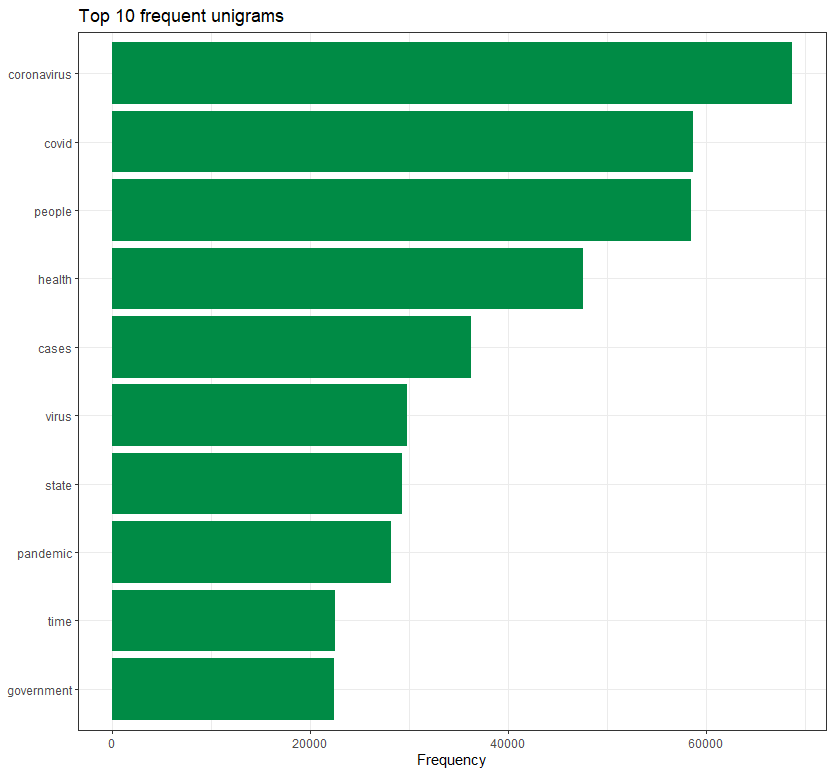 Top 10 frequent unigrams
coronavirus
covid
people
health
cases
virus
state
pandemic
time
government
0 20000 40000 60000
Frequency